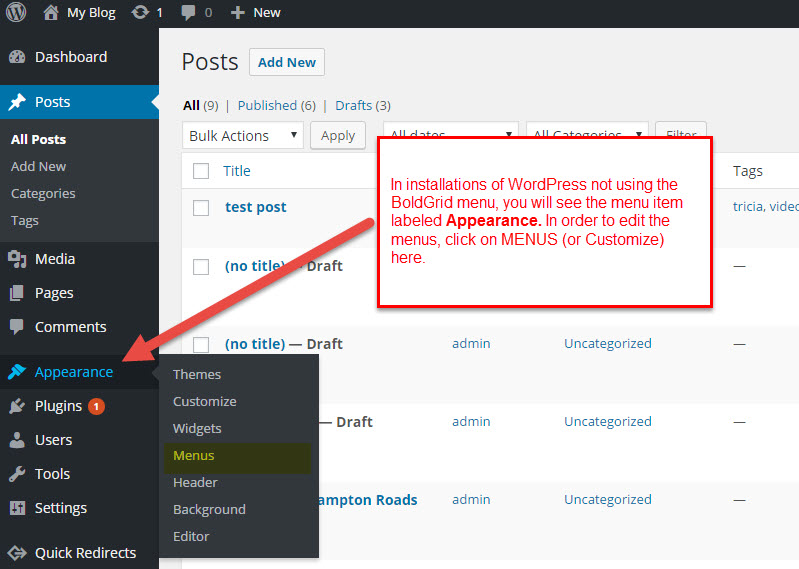 My Blog 1 0 New
Dashboard
Posts
All Posts
Add New
Categories
Tags
Media
Pages
Comments
Appearance
Plugins 1
Users
Tools
Settings
Quick Redirects
Themes
Customize
Widgets
Menus
Header
Background
Editor
Posts Add New
All (9) | Published (6) | Drafts (3)
Bulk Actions Apply All dates All Categories Filter
Title Tags
test post tricia, video
(no title) — Draft —
(no title) — Draft admin Uncategorized —
— Draft admin Uncategorized —
ampton Roads admin Uncategorized —
In installations of WordPress not using the
BoldGrid menu, you will see the menu item
labeled Appearance. In order to edit the
menus, click on MENUS (or Customize)
here.